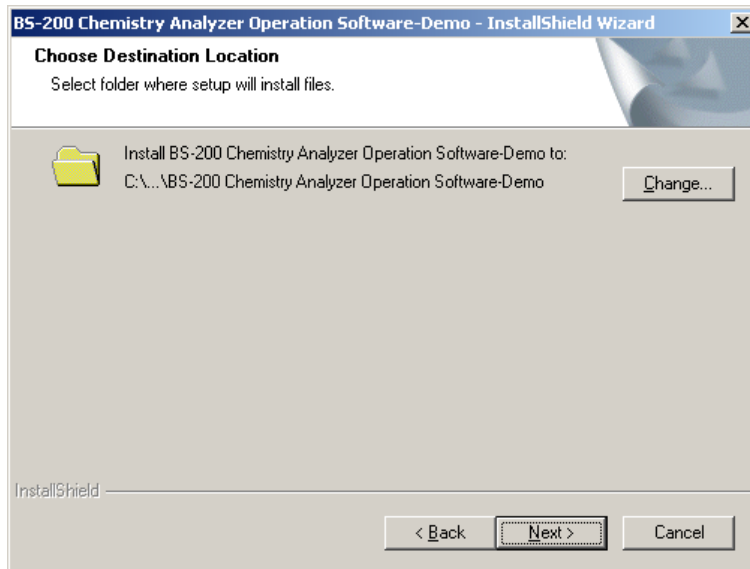 BS-200 Chemistry Analyzer Operation Software-Demo - InstallShield Wizard
Choose Destination Location
Select folder where setup will install files.
Install BS-200 Chemistry Analyzer Operation Software-Demo to:
C:\...\BS-200 Chemistry Analyzer Operation Software-Demo
Change...
InstallShield
< Back
Next >
Cancel